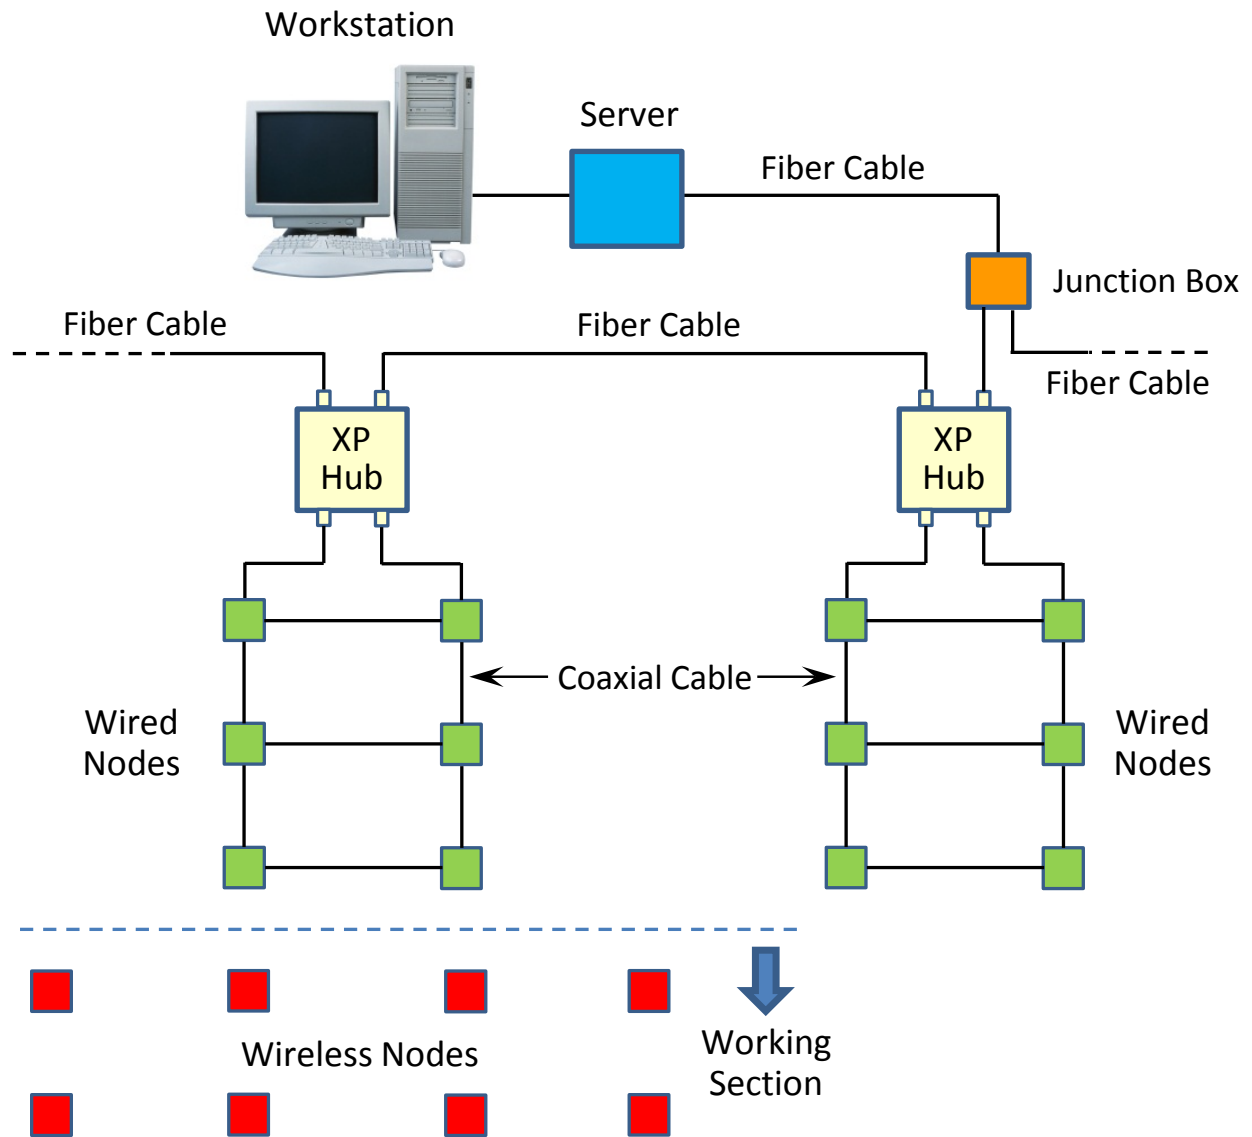 Workstation
Server
Fiber Cable
Junction Box
Fiber Cable
Fiber Cable
Fiber Cable
XP
Hub
XP
Hub
Coaxial Cable
Wired
Nodes
Wired
Nodes
Wireless Nodes
Working
Section